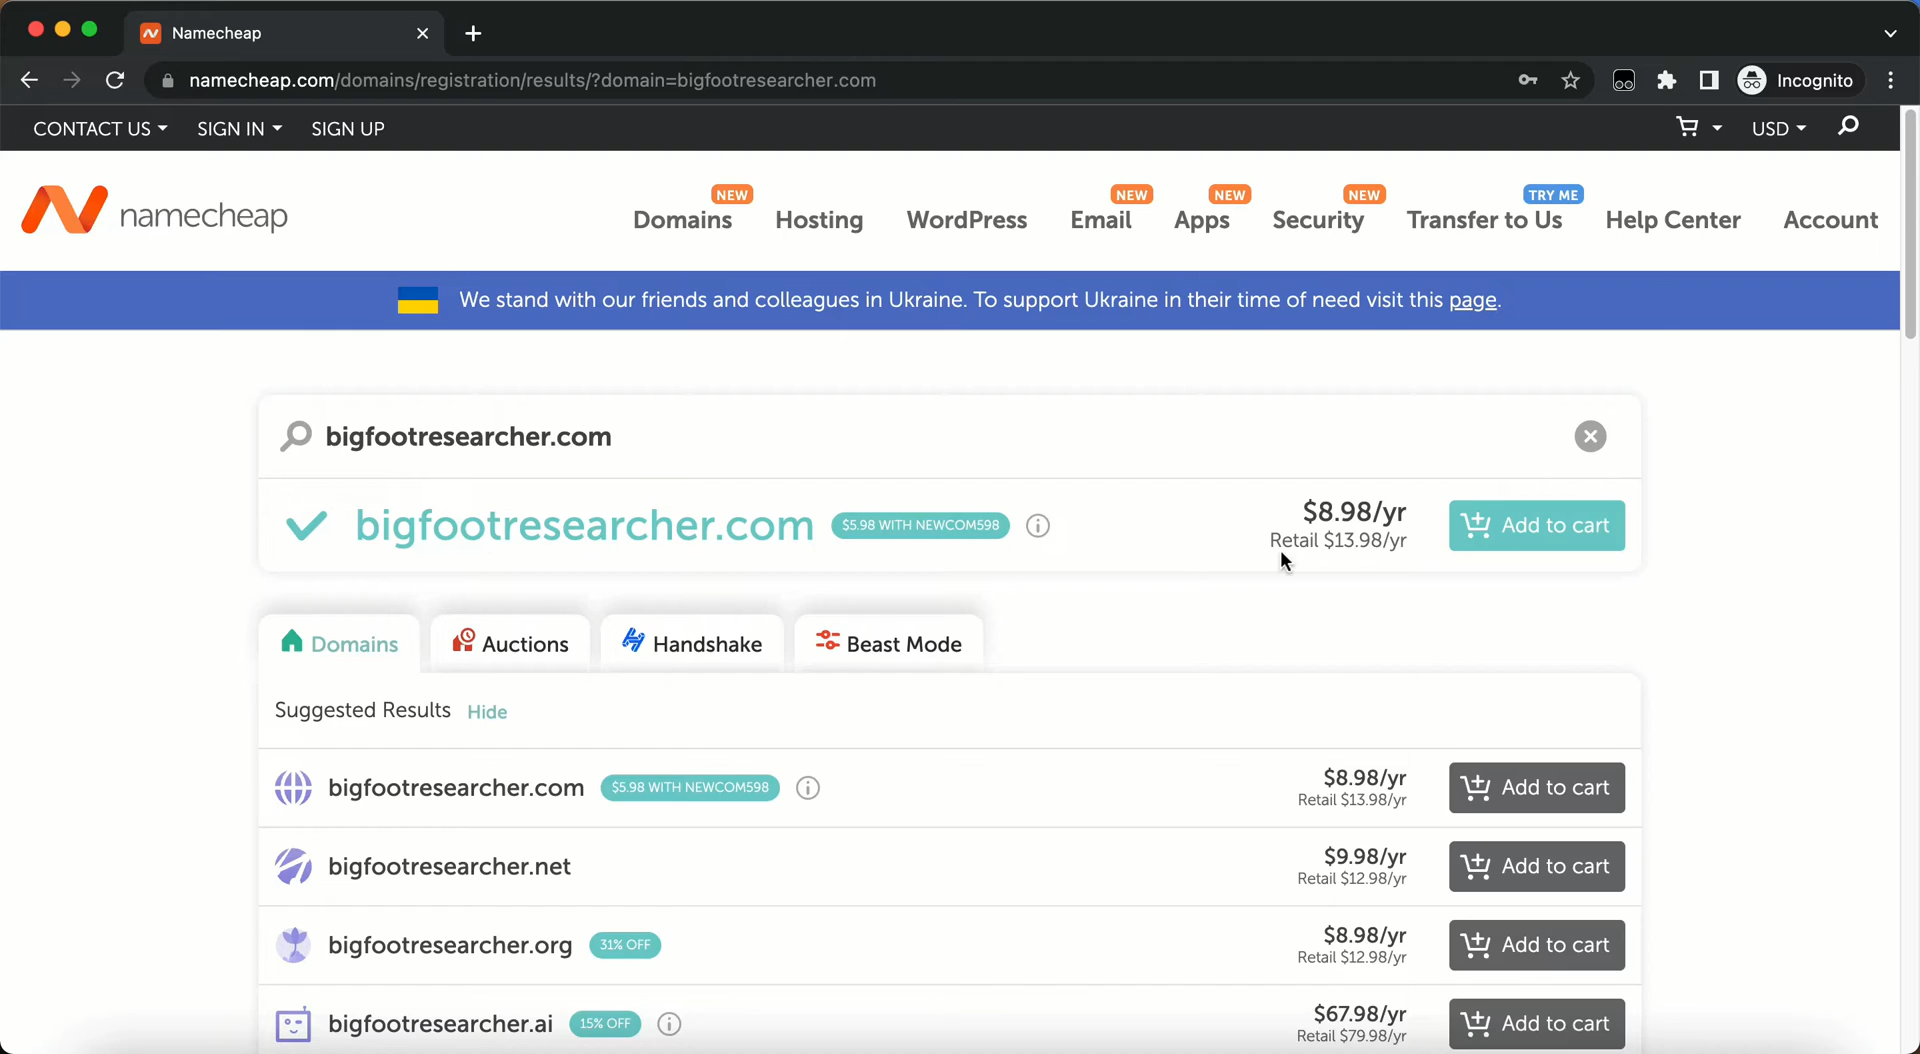 Namecheap
namecheap.com/domains/registration/results/?domain=bigfootresearcher.com
Incognito
CONTACT US SIGN IN SIGN UP USD
namecheap
Domains NEW Hosting WordPress Email NEW Apps NEW Security NEW Transfer to Us TRY ME Help Center Account
We stand with our friends and colleagues in Ukraine. To support Ukraine in their time of need visit this page.
bigfootresearcher.com
bigfootresearcher.com $5.98 WITH NEWCOM598 $8.98/yr Add to cart
Retail $13.98/yr
Domains Auctions Handshake Beast Mode
Suggested Results Hide
bigfootresearcher.com $5.98 WITH NEWCOM598 $8.98/yr Add to cart
Retail $13.98/yr
bigfootresearcher.net $9.98/yr Add to cart
Retail $12.98/yr
bigfootresearcher.org 31% OFF $8.98/yr Add to cart
Retail $12.98/yr
bigfootresearcher.ai 15% OFF $67.98/yr Add to cart
Retail $79.98/yr